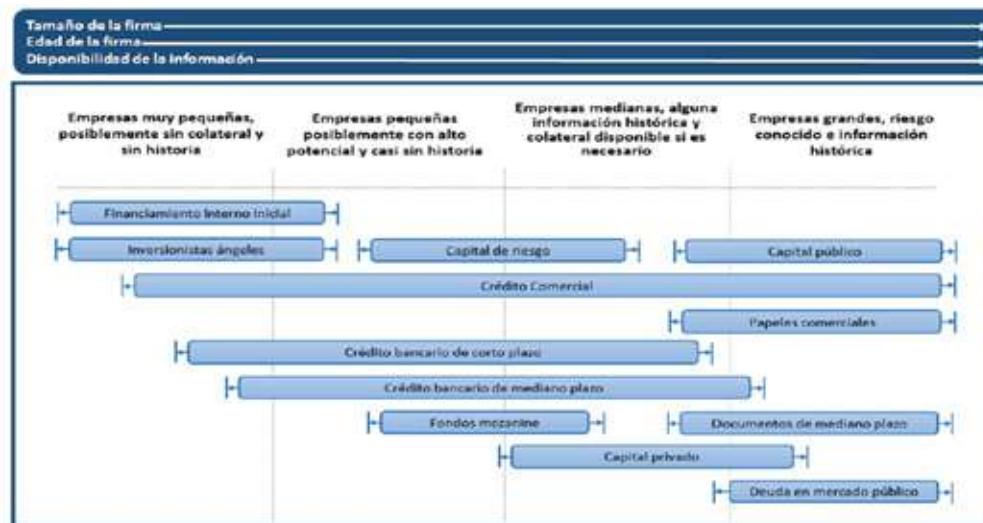 Tamaño de la firma
Edad de la firma
Disponibilidad de la Información
Empresas muy pequeñas,
posiblemente sin colateral y
sin historia
Empresas pequeñas
posiblemente con alto
potencial y casi sin historia
Empresas medianas, alguna
información histórica y
colateral disponible si es
necesario
Empresas grandes, riesgo
conocido e información
histórica
Financiamiento Interno Inicial
Inversionistas ángeles
Capital de riesgo
Capital público
Crédito Comercial
Papeles comerciales
Crédito bancario de corto plazo
Crédito bancario de mediano plazo
Fondos mezanine
Documentos de mediano plazo
Capital privado
Deuda en mercado público